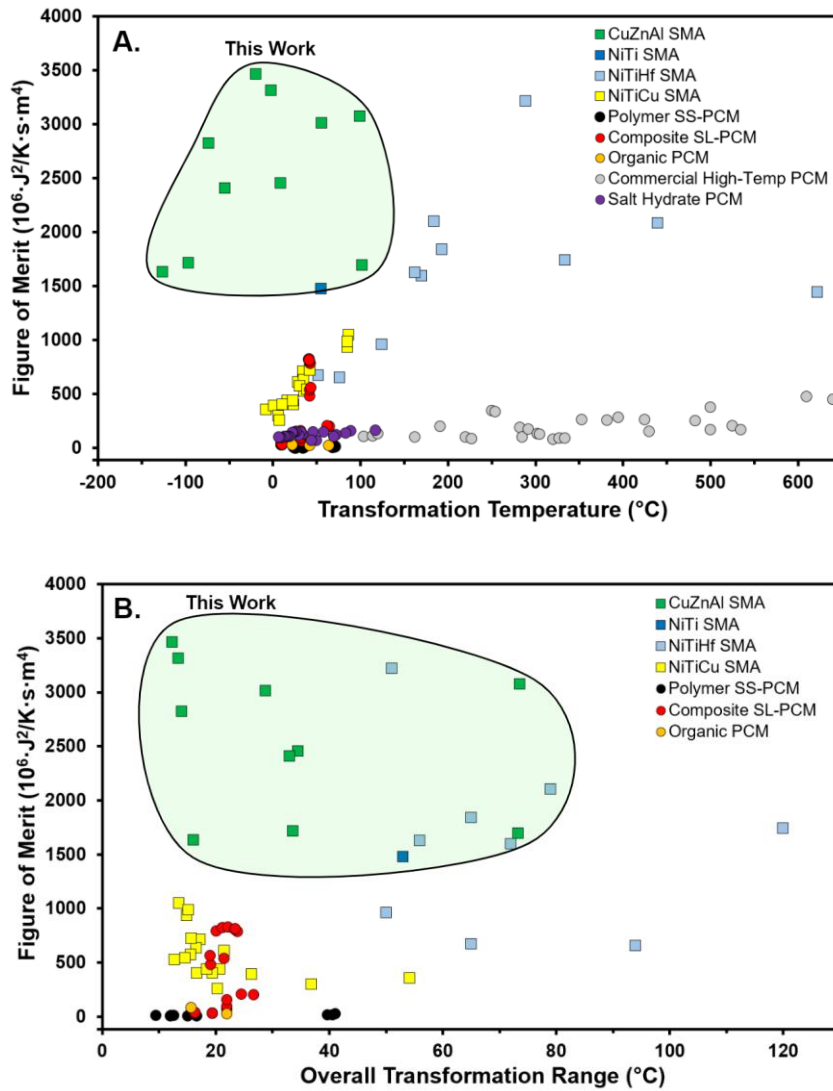 A.
This Work
4000
3500
3000
2500
2000
1500
1000
500
0
Figure of Merit (10⁶·J²/K·s·m⁴)
CuZnAl SMA
NiTi SMA
NiTiHf SMA
NiTiCu SMA
Polymer SS-PCM
Composite SL-PCM
Organic PCM
Commercial High-Temp PCM
Salt Hydrate PCM
-200 -100 0 100 200 300 400 500 600
Transformation Temperature (°C)
B.
This Work
4000
3500
3000
2500
2000
1500
1000
500
0
Figure of Merit (10⁶·J²/K·s·m⁴)
CuZnAl SMA
NiTi SMA
NiTiHf SMA
NiTiCu SMA
Polymer SS-PCM
Composite SL-PCM
Organic PCM
0 20 40 60 80 100 120
Overall Transformation Range (°C)